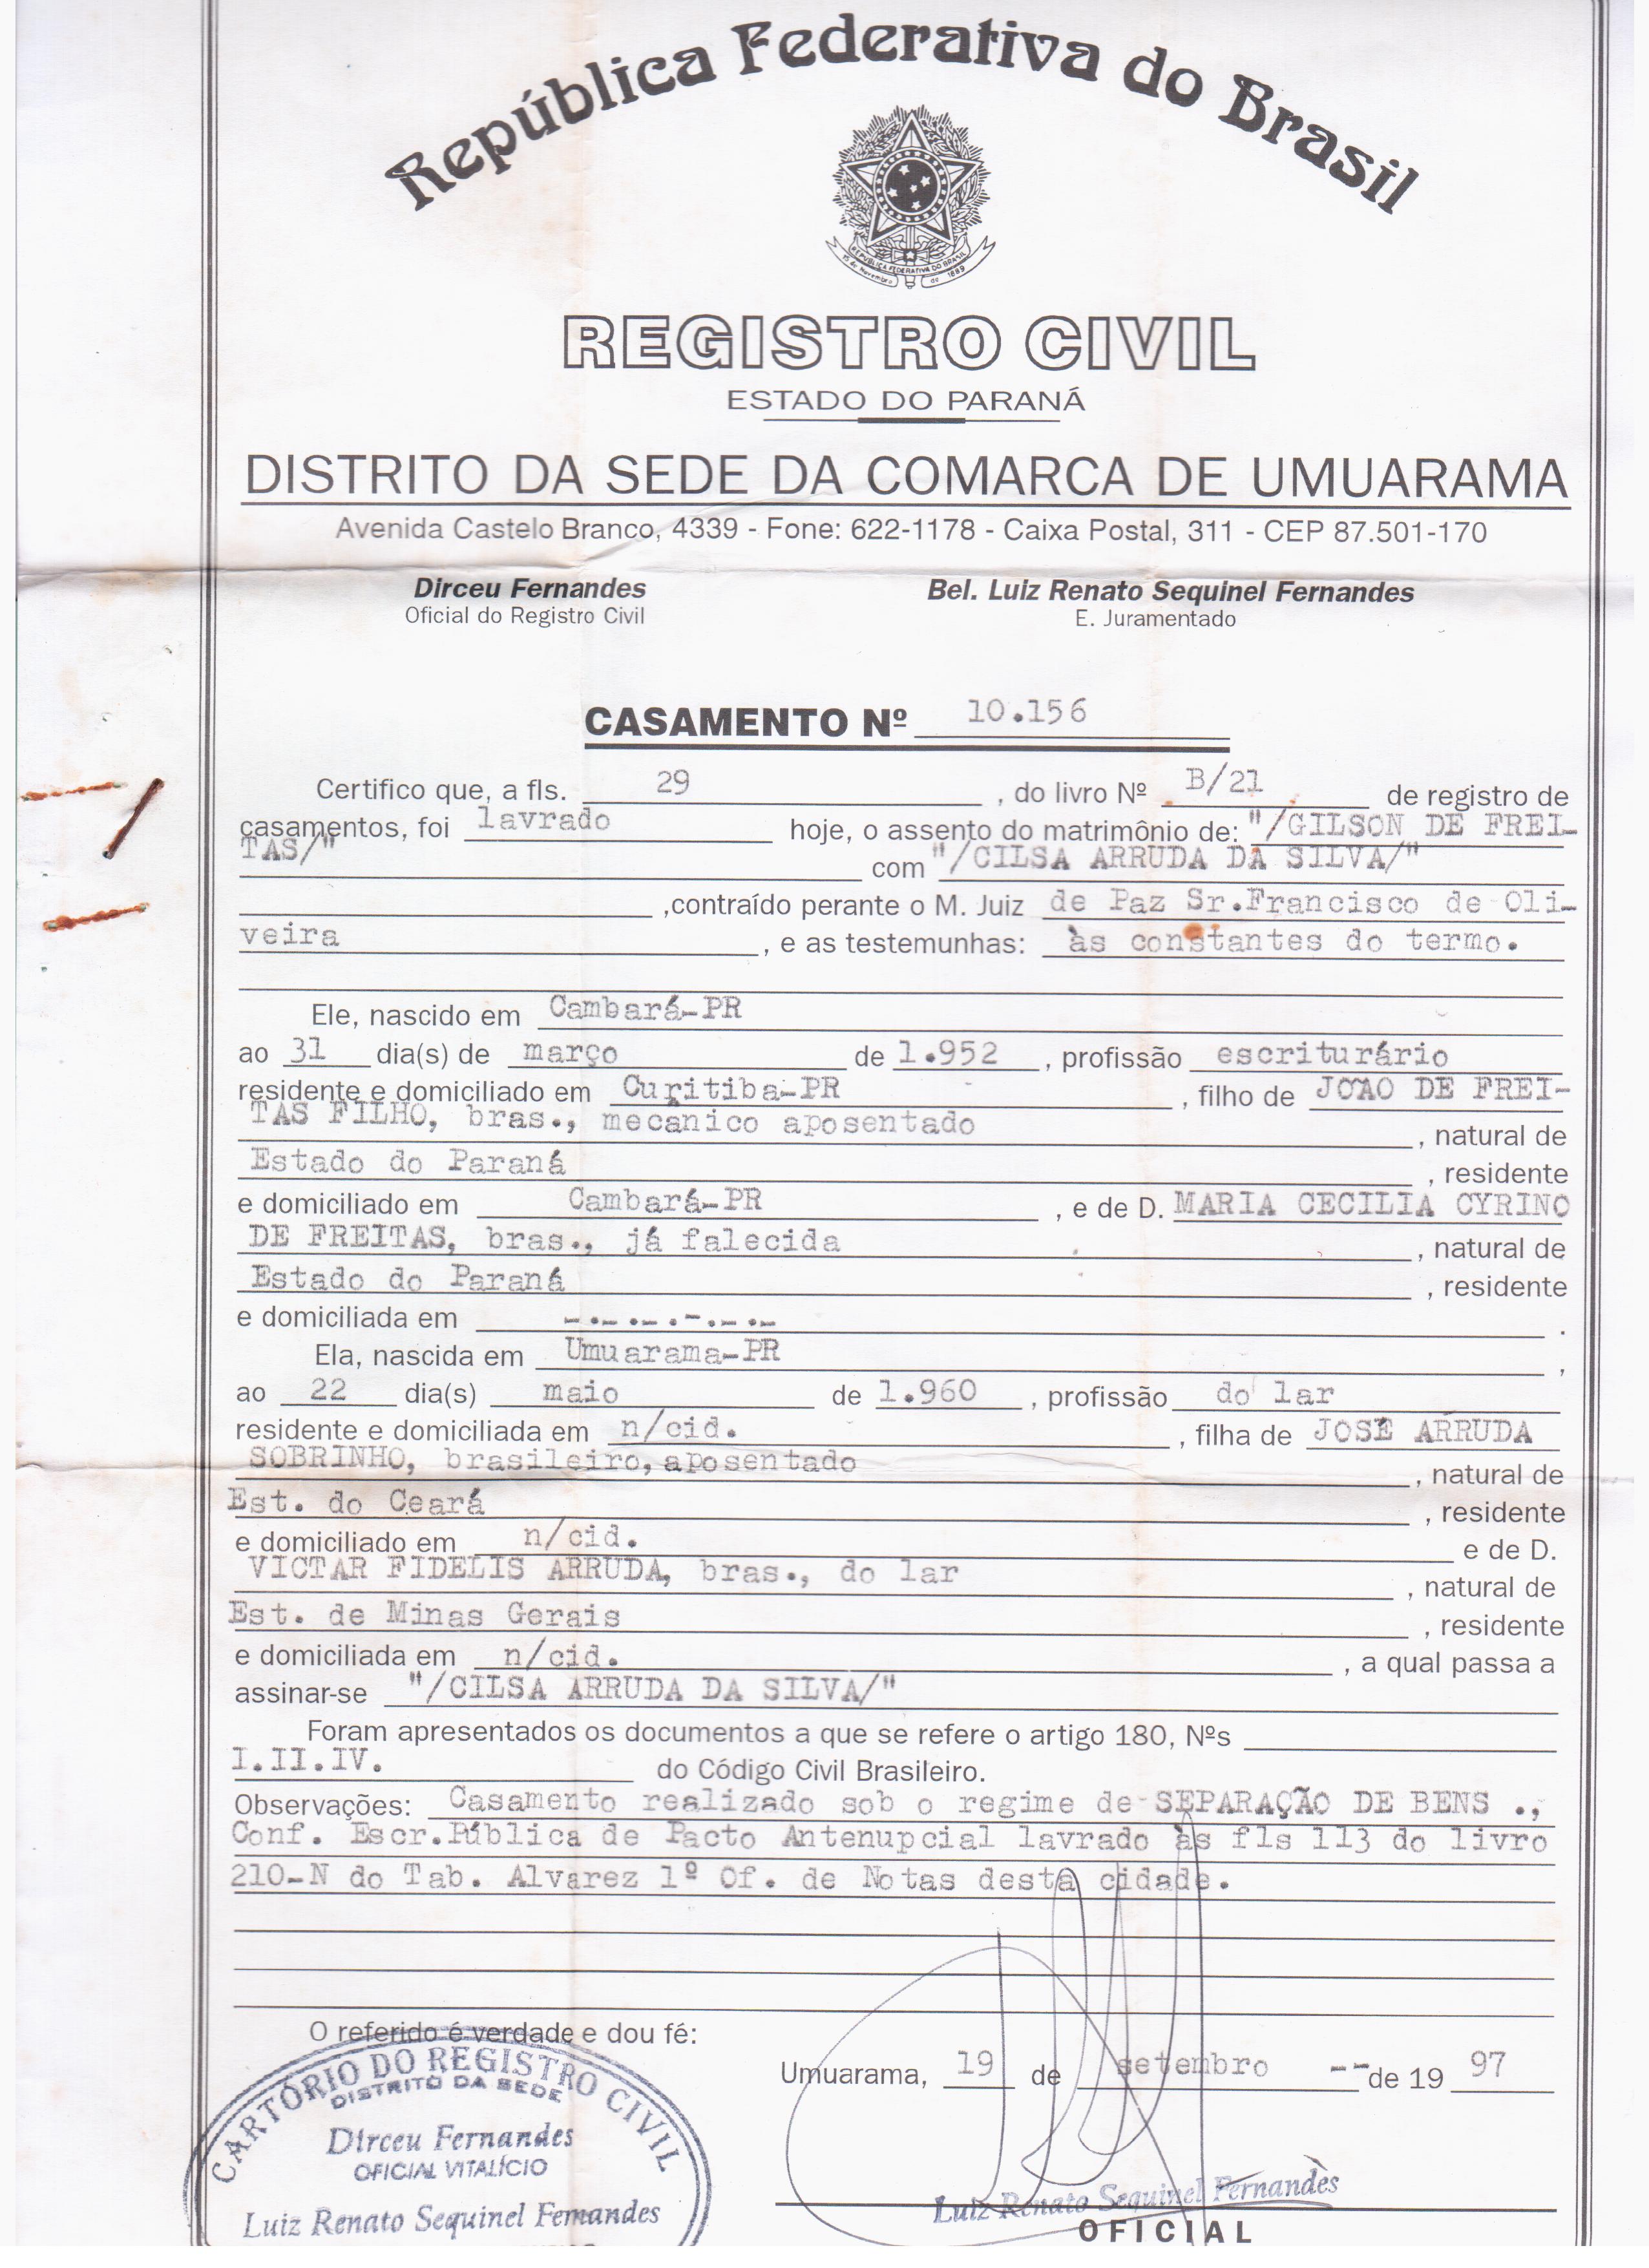 República Federativa do Brasil
REPÚBLICA FEDERATIVA DO BRASIL
15 de Novembro de 1889
REGISTRO CIVIL
ESTADO DO PARANÁ
DISTRITO DA SEDE DA COMARCA DE UMUARAMA
Avenida Castelo Branco, 4339 - Fone: 622-1178 - Caixa Postal, 311 - CEP 87.501-170
Dirceu Fernandes Bel. Luiz Renato Sequinel Fernandes
Oficial do Registro Civil E. Juramentado
CASAMENTO Nº 10.156
Certifico que, a fls. 29 , do livro Nº B/21 de registro de
casamentos, foi lavrado hoje, o assento do matrimônio de: "/GILSON DE FREI-
TAS/" com "/CILSA ARRUDA DA SILVA/"
,contraído perante o M. Juiz de Paz Sr.Francisco de Oli-
veira , e as testemunhas: às constantes do termo.
Ele, nascido em Cambará-PR
ao 31 dia(s) de março de 1.952 , profissão escriturário
residente e domiciliado em Curitiba-PR , filho de JOAO DE FREI-
TAS FILHO, bras., mecanico aposentado , natural de
Estado do Paraná , residente
e domiciliado em Cambará-PR , e de D. MARIA CECILIA CYRINO
DE FREITAS, bras., já falecida , natural de
Estado do Paraná , residente
e domiciliada em -.-.-.-.-.- .
Ela, nascida em Umuarama-PR ,
ao 22 dia(s) maio de 1.960 , profissão do lar
residente e domiciliada em n/cid. , filha de JOSÉ ARRUDA
SOBRINHO, brasileiro, aposentado , natural de
Est. do Ceará , residente
e domiciliado em n/cid. e de D.
VICTAR FIDELIS ARRUDA, bras., do lar , natural de
Est. de Minas Gerais , residente
e domiciliada em n/cid. , a qual passa a
assinar-se "/CILSA ARRUDA DA SILVA/"
Foram apresentados os documentos a que se refere o artigo 180, Nºs
I.II.IV. do Código Civil Brasileiro.
Observações: Casamento realizado sob o regime de SEPARAÇÃO DE BENS .,
Conf. Escr.Pública de Pacto Antenupcial lavrado às fls 113 do livro
210-N do Tab. Alvarez 1º Of. de Notas desta cidade.
O referido é verdade e dou fé:
Umuarama, 19 de setembro -- de 19 97
CARTÓRIO DO REGISTRO CIVIL
DISTRITO DA SEDE
Dirceu Fernandes
OFICIAL VITALÍCIO
Luiz Renato Sequinel Fernandes
Luiz Renato Sequinel Fernandes
OFICIAL